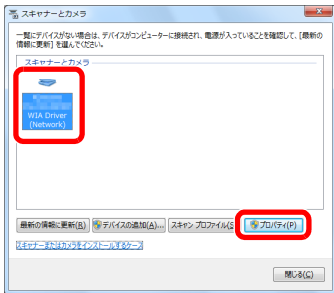 スキャナーとカメラ
一覧にデバイスがない場合は、デバイスがコンピューターに接続され、電源が入っていることを確認して、[最新の
情報に更新] を選んでください。
スキャナーとカメラ
WIA Driver
(Network)
最新の情報に更新(R)
デバイスの追加(A)...
スキャン プロファイル(S
プロパティ(P)
スキャナーまたはカメラをインストールするケース
閉じる(C)